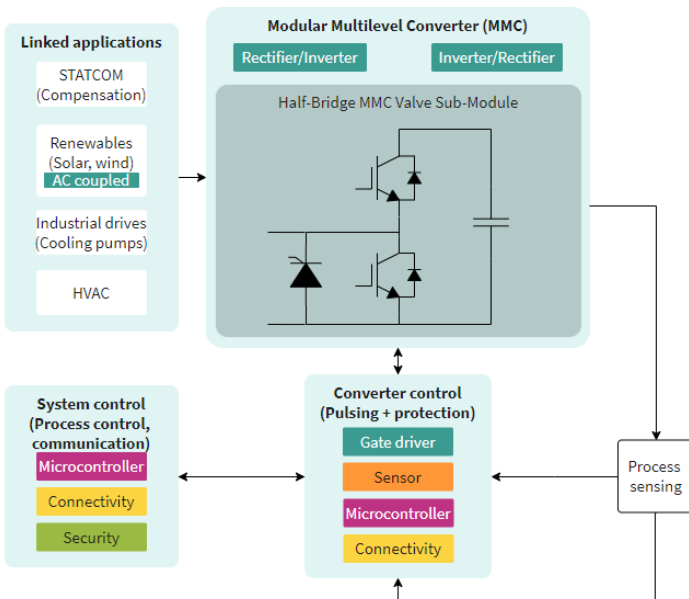 Linked applications
STATCOM
(Compensation)
Renewables
(Solar, wind)
AC coupled
Industrial drives
(Cooling pumps)
HVAC
Modular Multilevel Converter (MMC)
Rectifier/Inverter
Inverter/Rectifier
Half-Bridge MMC Valve Sub-Module
System control
(Process control,
communication)
Microcontroller
Connectivity
Security
Converter control
(Pulsing + protection)
Gate driver
Sensor
Microcontroller
Connectivity
Process
sensing